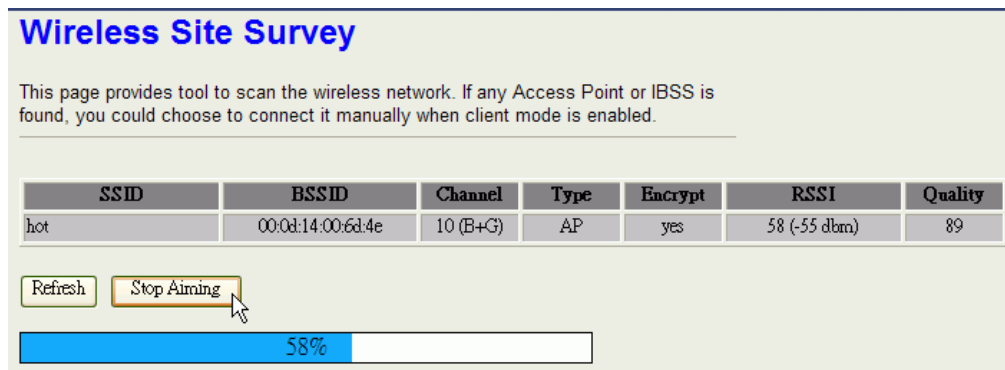 Wireless Site Survey
This page provides tool to scan the wireless network. If any Access Point or IBSS is
found, you could choose to connect it manually when client mode is enabled.
SSID BSSID Channel Type Encrypt RSSI Quality
hot 00:0d:14:00:6d:4e 10 (B+G) AP yes 58 (-55 dbm) 89
Refresh Stop Aiming
58%